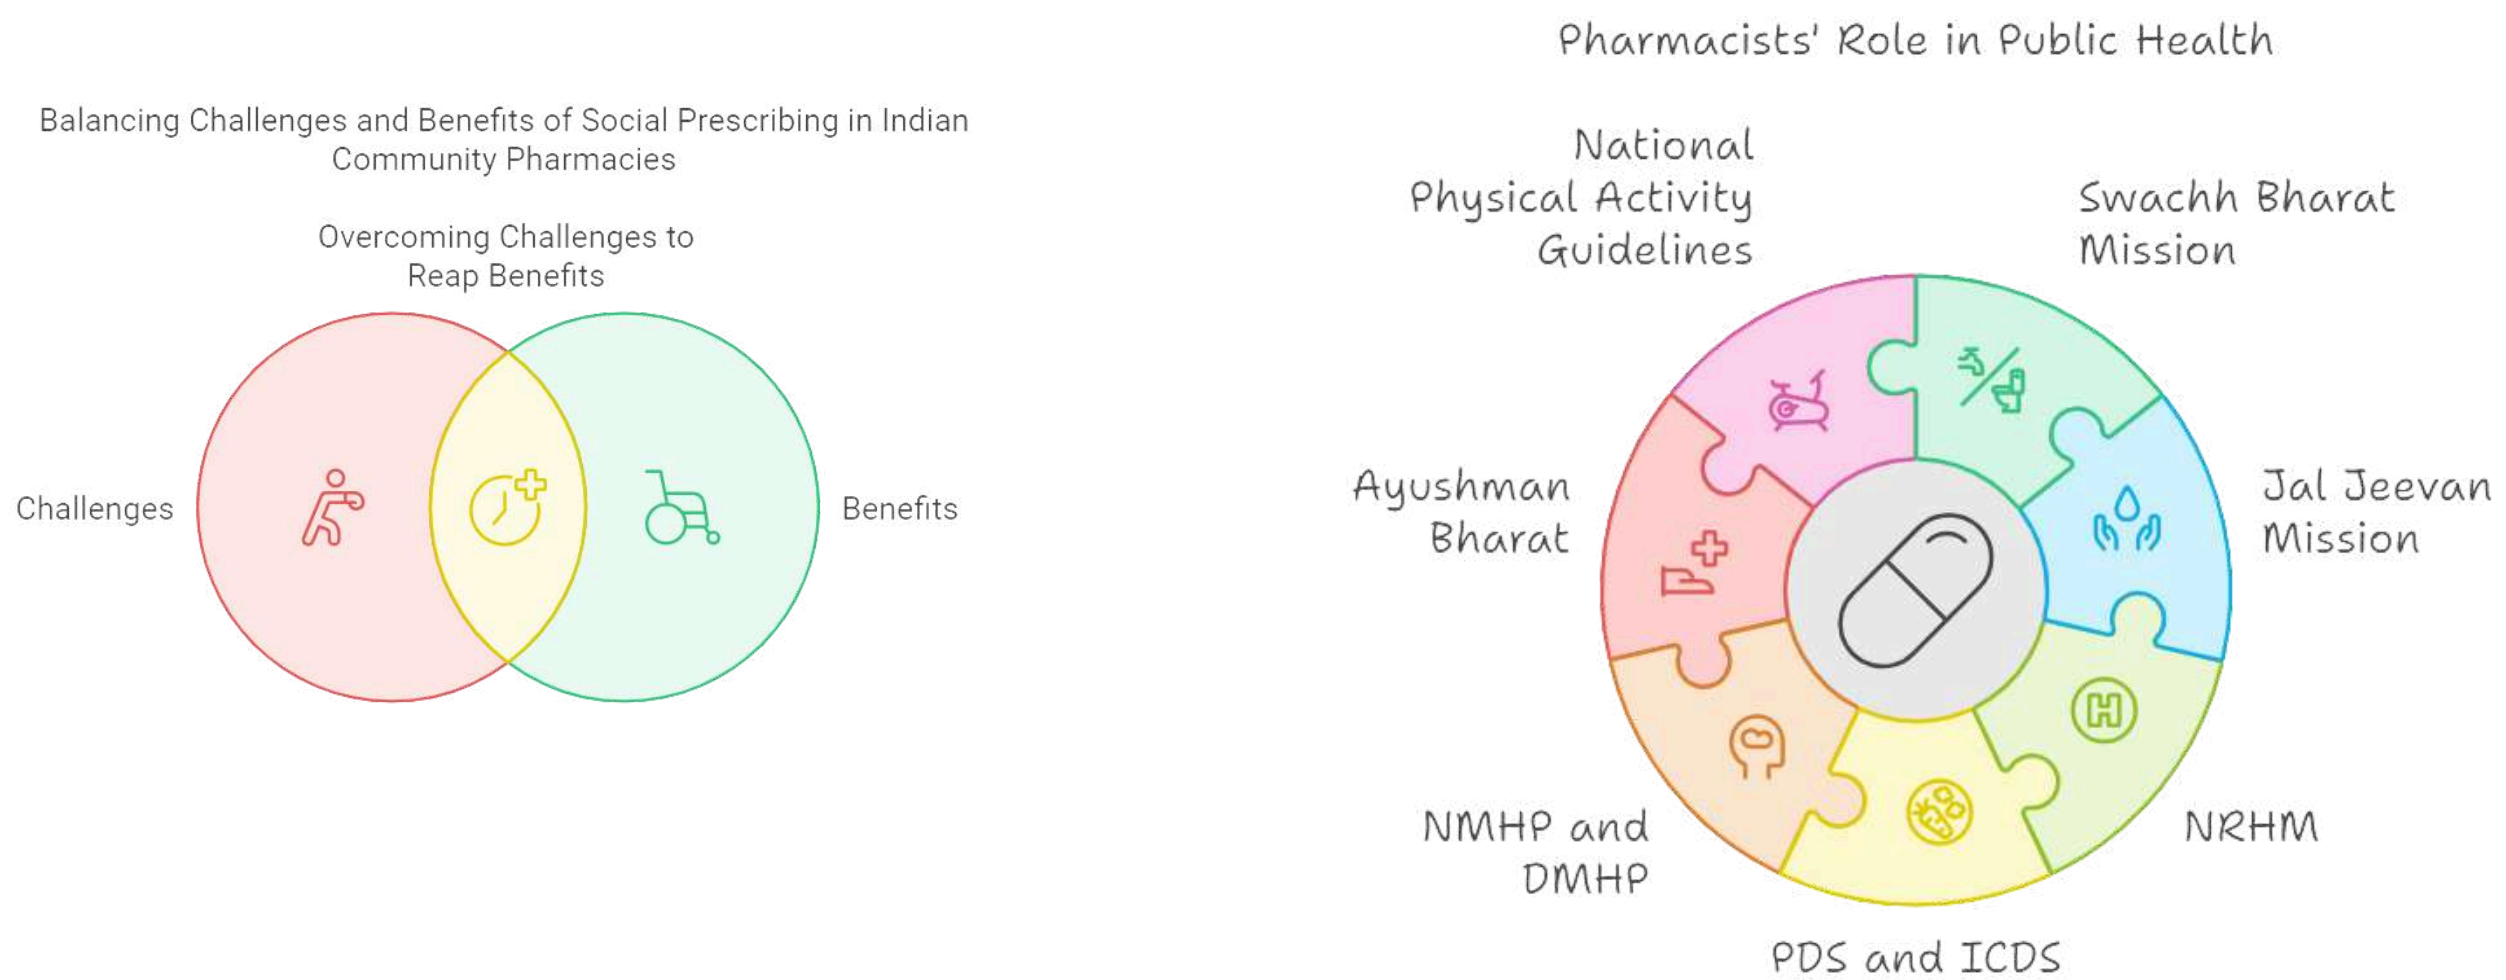 Balancing Challenges and Benefits of Social Prescribing in Indian
Community Pharmacies
Overcoming Challenges to
Reap Benefits
Challenges
Benefits
Pharmacists' Role in Public Health
National
Physical Activity
Guidelines
Swachh Bharat
Mission
Ayushman
Bharat
Jal Jeevan
Mission
H
NMHP and
DMHP
NRHM
PDS and ICDS